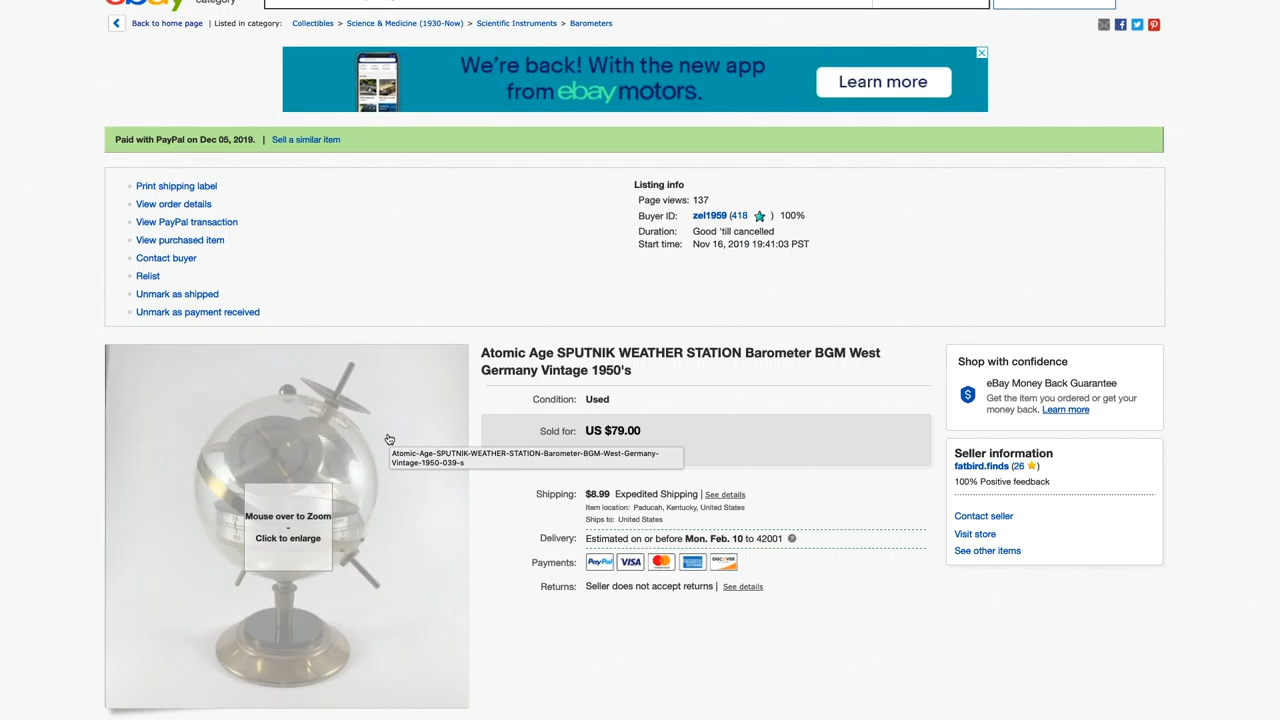 ebay
category
Back to home page | Listed in category: Collectibles > Science & Medicine (1930-Now) > Scientific Instruments > Barometers
We're back! With the new app
from ebay motors.
Learn more
Paid with PayPal on Dec 05, 2019. | Sell a similar item
Print shipping label
View order details
View PayPal transaction
View purchased item
Contact buyer
Relist
Unmark as shipped
Unmark as payment received
Listing info
Page views: 137
Buyer ID: zel1959 (418 ) 100%
Duration: Good 'till cancelled
Start time: Nov 16, 2019 19:41:03 PST
Mouse over to Zoom
-
Click to enlarge
Atomic Age SPUTNIK WEATHER STATION Barometer BGM West
Germany Vintage 1950's
Condition: Used
Sold for: US $79.00
Atomic-Age-SPUTNIK-WEATHER-STATION-Barometer-BGM-West-Germany-
Vintage-1950-039-s
Shipping: $8.99 Expedited Shipping | See details
Item location: Paducah, Kentucky, United States
Ships to: United States
Delivery: Estimated on or before Mon. Feb. 10 to 42001
Payments: PayPal VISA MasterCard AMERICAN EXPRESS DISCOVER
Returns: Seller does not accept returns | See details
Shop with confidence
eBay Money Back Guarantee
Get the item you ordered or get your
money back. Learn more
Seller information
fatbird.finds (26 )
100% Positive feedback
Contact seller
Visit store
See other items